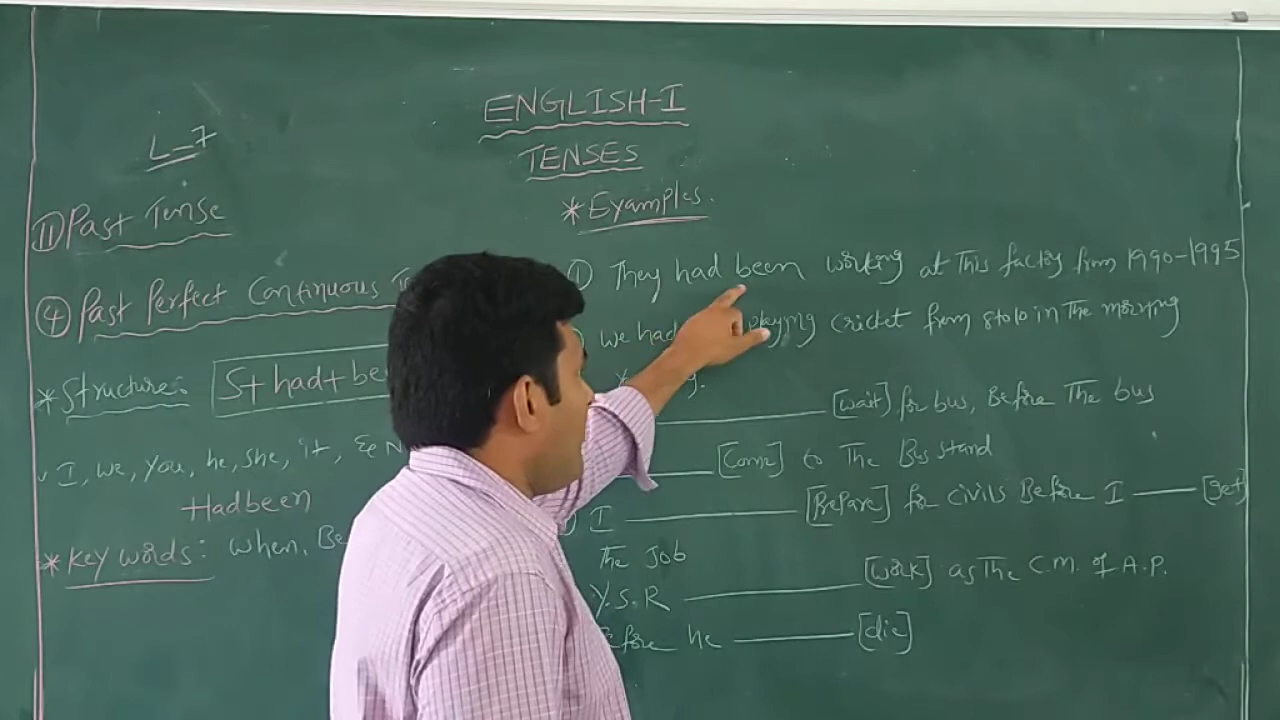 ENGLISH-I
L-7
TENSES
II) Past Tense
* Examples.
4) Past Perfect Continuous T
1) They had been working at This factory from 1990-1995
2) we had playing cricket from 8 to 10 in The morning
* Structure: S+had+be
[wait] for bus, Before The bus
I, we, you, he, she, it, & N
[Come] to The Bus stand
Had been
I [Prepare] for civils Before I [get]
The Job
* Key words: when, Be
Y.S.R [work] as The C.M. of A.P.
Before he [die]